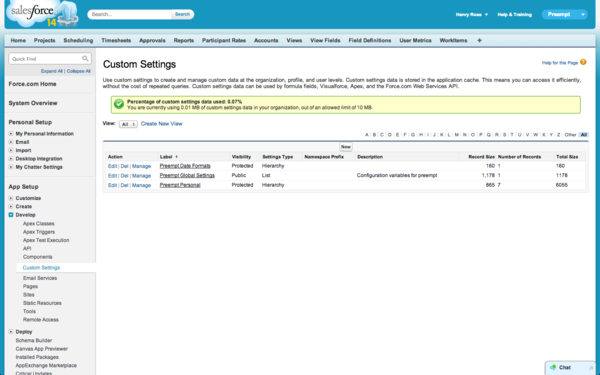 salesforce
14
Search...
Search
Henry Ross
Help & Training
Preempt
Home Projects Scheduling Timesheets Approvals Reports Participant Rates Accounts Views View Fields Field Definitions User Metrics WorkItems +
Quick Find
Expand All | Collapse All
Force.com Home
System Overview
Personal Setup
My Personal Information
Email
Import
Desktop Integration
My Chatter Settings
App Setup
Customize
Create
Develop
Apex Classes
Apex Triggers
Apex Test Execution
API
Components
Custom Settings
Email Services
Pages
Sites
Static Resources
Tools
Remote Access
Deploy
Schema Builder
Canvas App Previewer
Installed Packages
AppExchange Marketplace
Critical Updates
Custom Settings
Help for this Page
Use custom settings to create and manage custom data at the organization, profile, and user levels. Custom settings data is stored in the application cache. This means you can access it efficiently,
without the cost of repeated queries. Custom settings data can be used by formula fields, Visualforce, Apex, and the Force.com Web Services API.
Percentage of custom settings data used: 0.07%
You are currently using 0.01 MB of custom settings data in your organization, out of an allowed limit of 10 MB.
View: All Create New View
A B C D E F G H I J K L M N O P Q R S T U V W X Y Z Other All
New
Action Label Visibility Settings Type Namespace Prefix Description Record Size Number of Records Total Size
Edit | Del | Manage Preempt Date Formats Protected Hierarchy 160 1 160
Edit | Del | Manage Preempt Global Settings Public List Configuration variables for preempt 1,178 1 1178
Edit | Del | Manage Preempt Personal Protected Hierarchy 865 7 6055
Chat